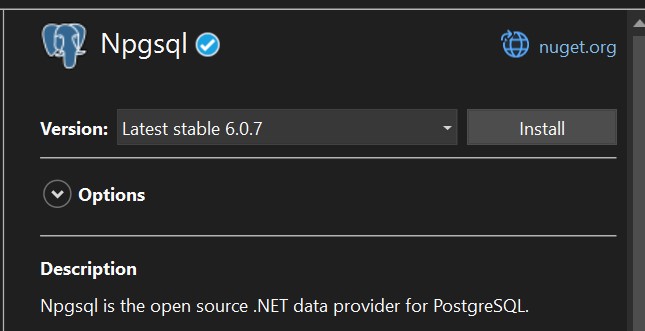 Npgsql
nuget.org
Version: Latest stable 6.0.7 Install
Options
Description
Npgsql is the open source .NET data provider for PostgreSQL.